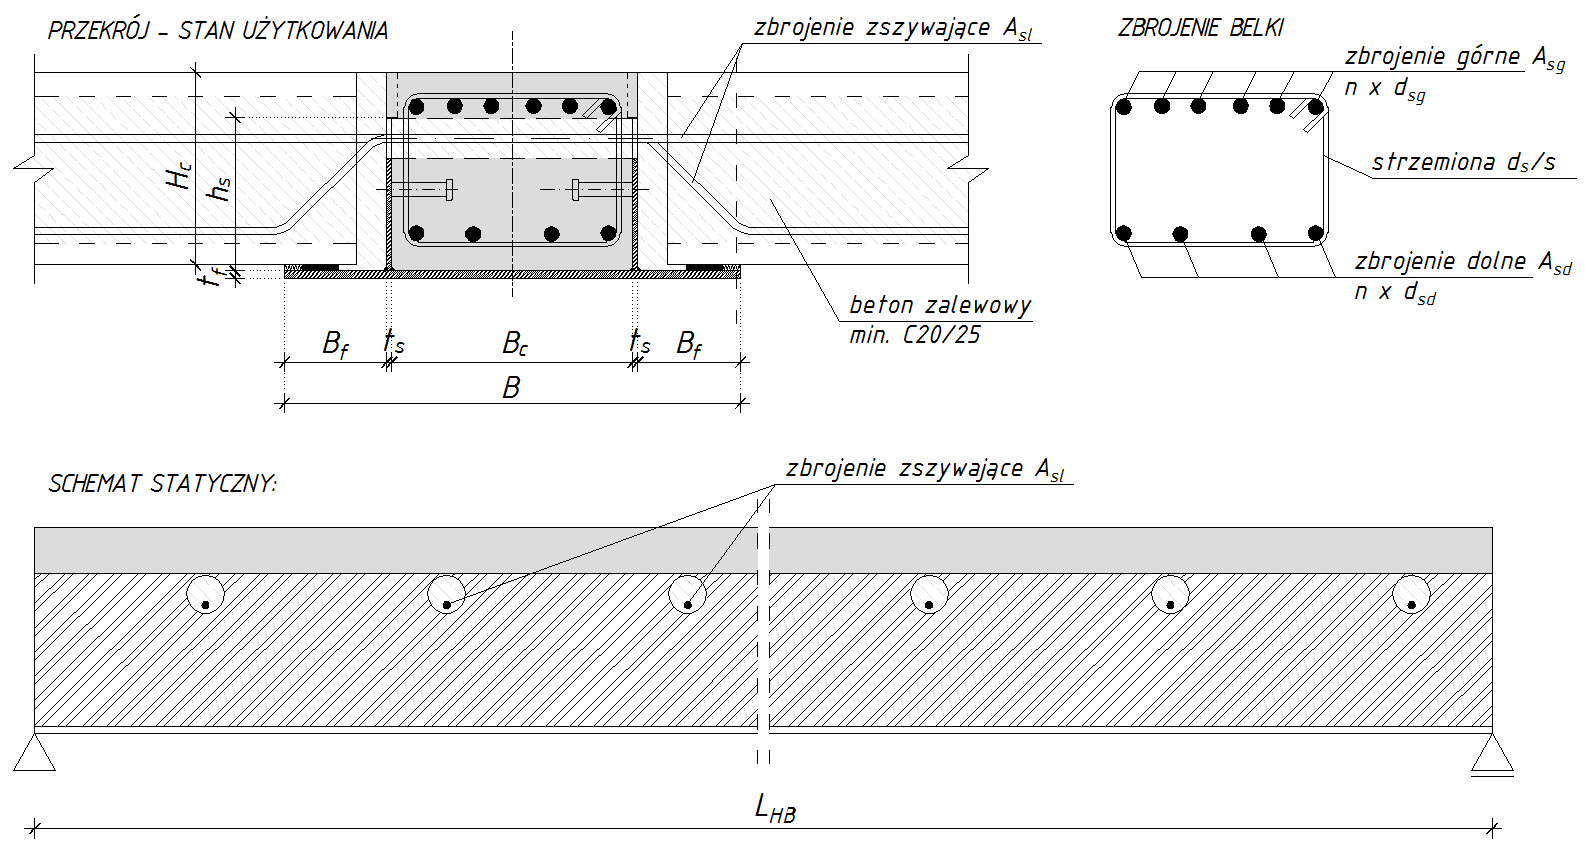 PRZEKRÓJ - STAN UŻYTKOWANIA
zbrojenie zszywające Asl
ZBROJENIE BELKI
zbrojenie górne Asg
n x dsg
strzemiona ds/s
zbrojenie dolne Asd
n x dsd
Hc
hs
tf
beton zalewowy
min. C20/25
Bf
ts
Bc
ts
Bf
B
SCHEMAT STATYCZNY:
zbrojenie zszywające Asl
LHB